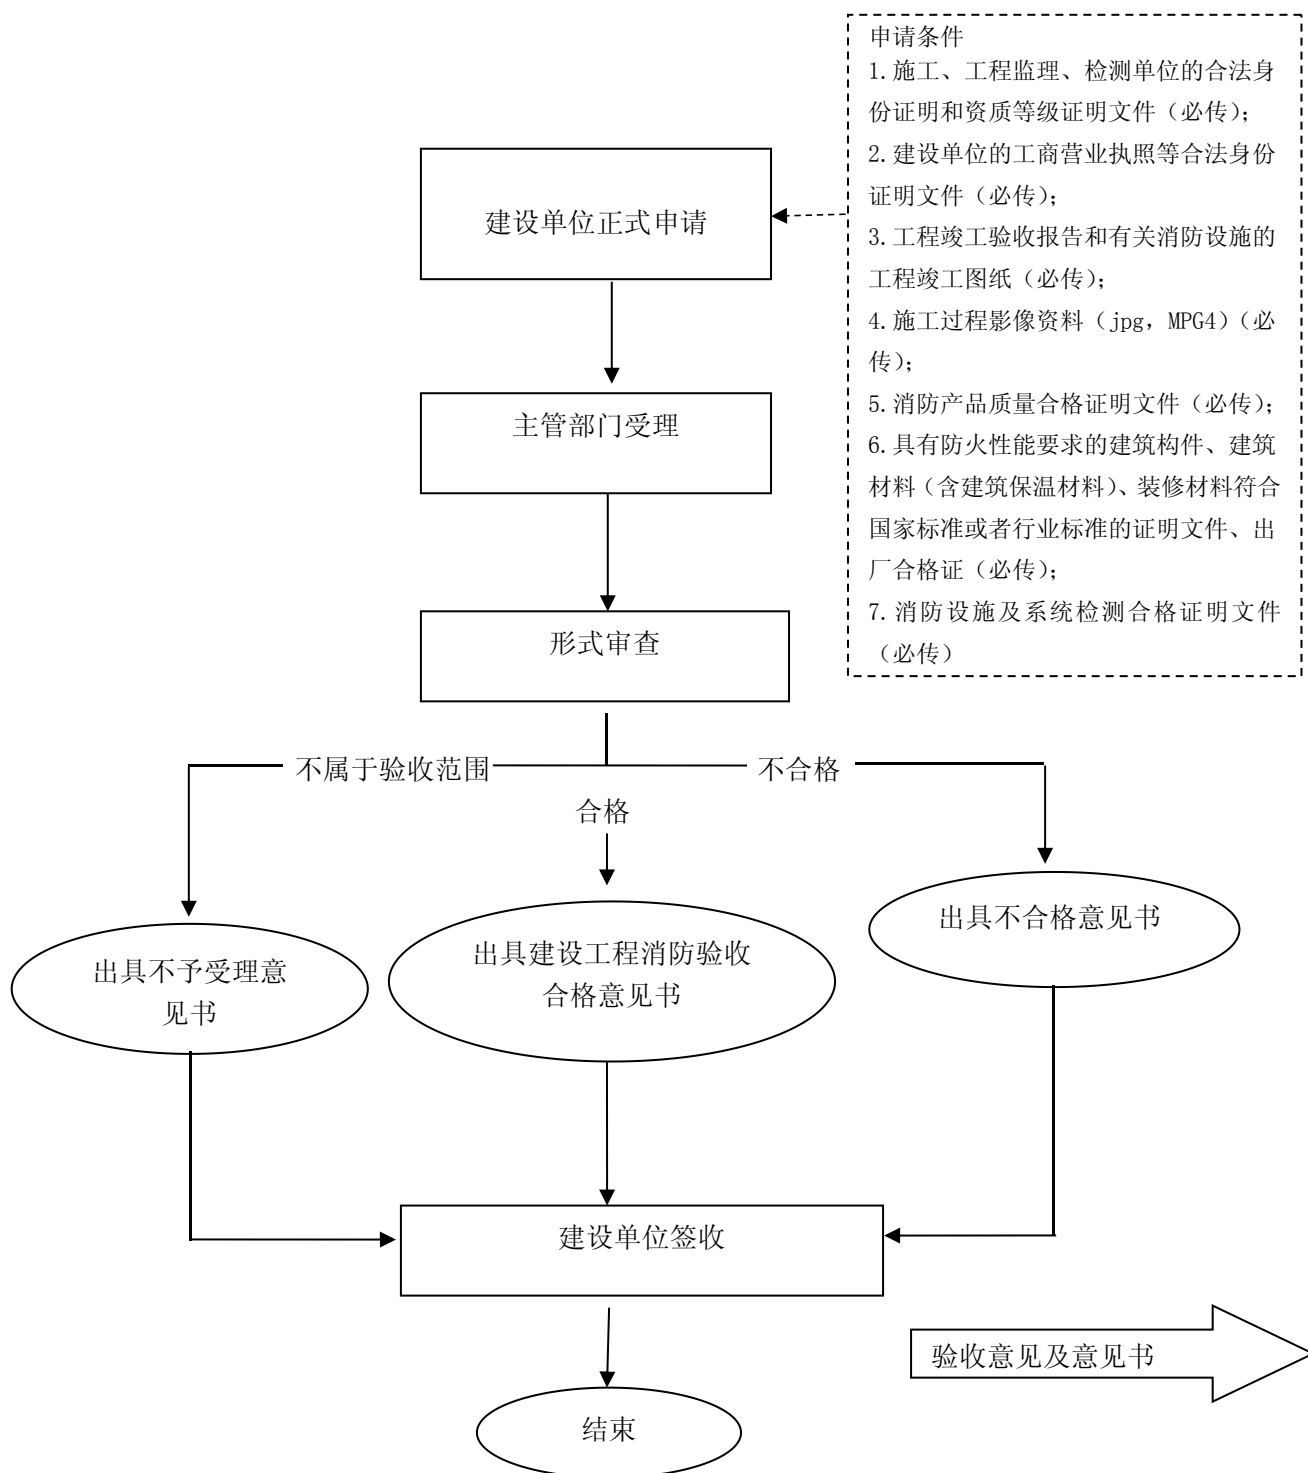 申请条件
1.施工、工程监理、检测单位的合法身
份证明和资质等级证明文件（必传）；
2.建设单位的工商营业执照等合法身份
证明文件（必传）；
3.工程竣工验收报告和有关消防设施的
工程竣工图纸（必传）；
4.施工过程影像资料（jpg，MPG4）（必
传）；
5.消防产品质量合格证明文件（必传）；
6.具有防火性能要求的建筑构件、建筑
材料（含建筑保温材料）、装修材料符合
国家标准或者行业标准的证明文件、出
厂合格证（必传）；
7.消防设施及系统检测合格证明文件
（必传）
建设单位正式申请
主管部门受理
形式审查
不属于验收范围
不合格
合格
出具不予受理意
见书
出具建设工程消防验收
合格意见书
出具不合格意见书
建设单位签收
验收意见及意见书
结束